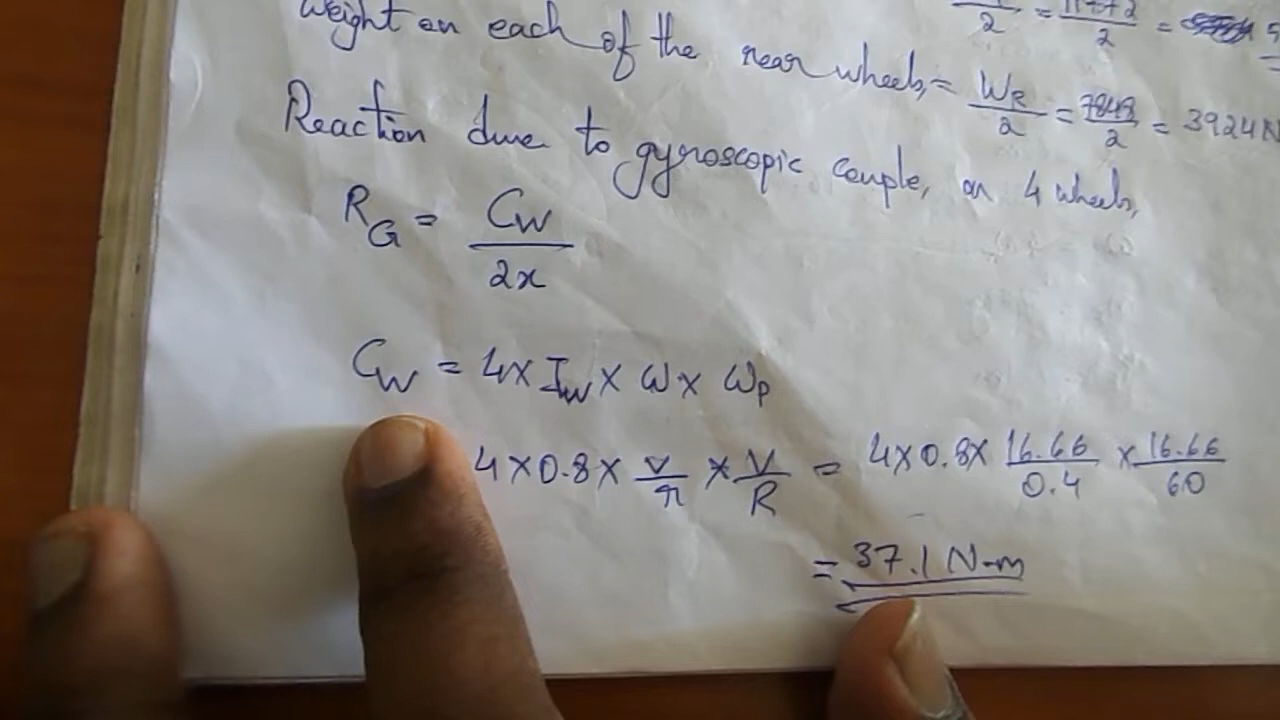 weight on each of the rear wheels, = W_R/2 = 7848/2 = 3924N
Reaction due to gyroscopic couple, on 4 wheels,
R_G = C_W/2x
C_W = 4 × I_W × ω × ω_P
4 × 0.8 × v/r × V/R = 4 × 0.8 × 16.66/0.4 × 16.66/60
= 37.1 N-m